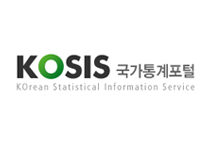 KOSIS 국가통계포털
KOrean Statistical Information Service